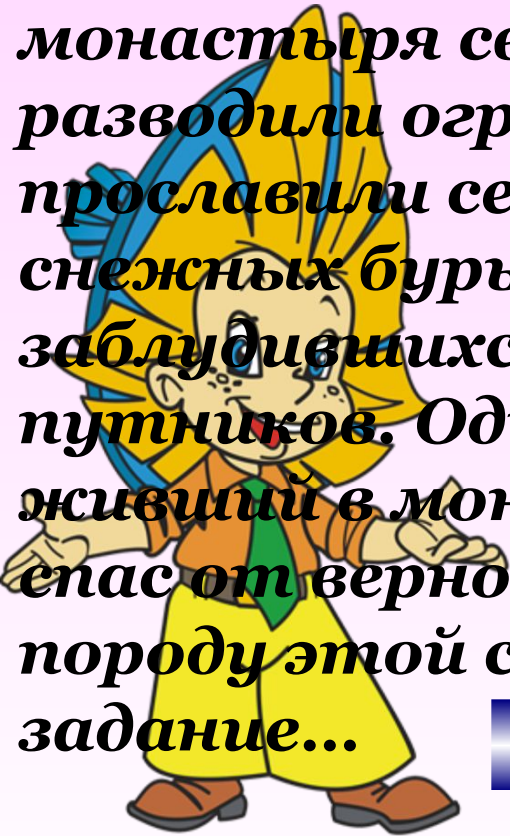 монастыря се
разводили огр
прославили се
снежных бурь
заблудившихс
путников. Од
живший в мон
спас от верно
породу этой с
задание...